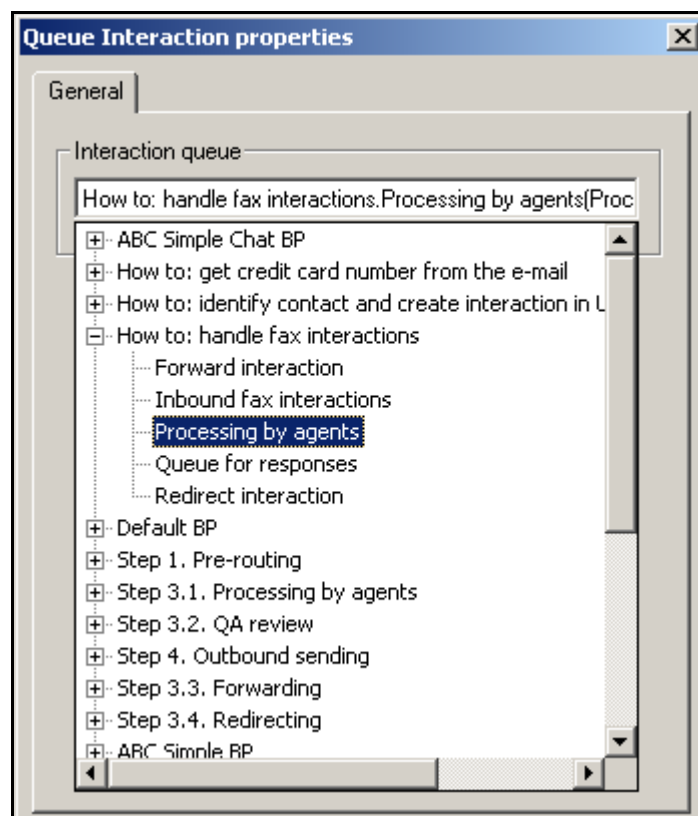 Queue Interaction properties
General
Interaction queue
How to: handle fax interactions.Processing by agents(Proc
ABC Simple Chat BP
How to: get credit card number from the e-mail
How to: identify contact and create interaction in U
How to: handle fax interactions
Forward interaction
Inbound fax interactions
Processing by agents
Queue for responses
Redirect interaction
Default BP
Step 1. Pre-routing
Step 3.1. Processing by agents
Step 3.2. QA review
Step 4. Outbound sending
Step 3.3. Forwarding
Step 3.4. Redirecting
ABC Simple BP